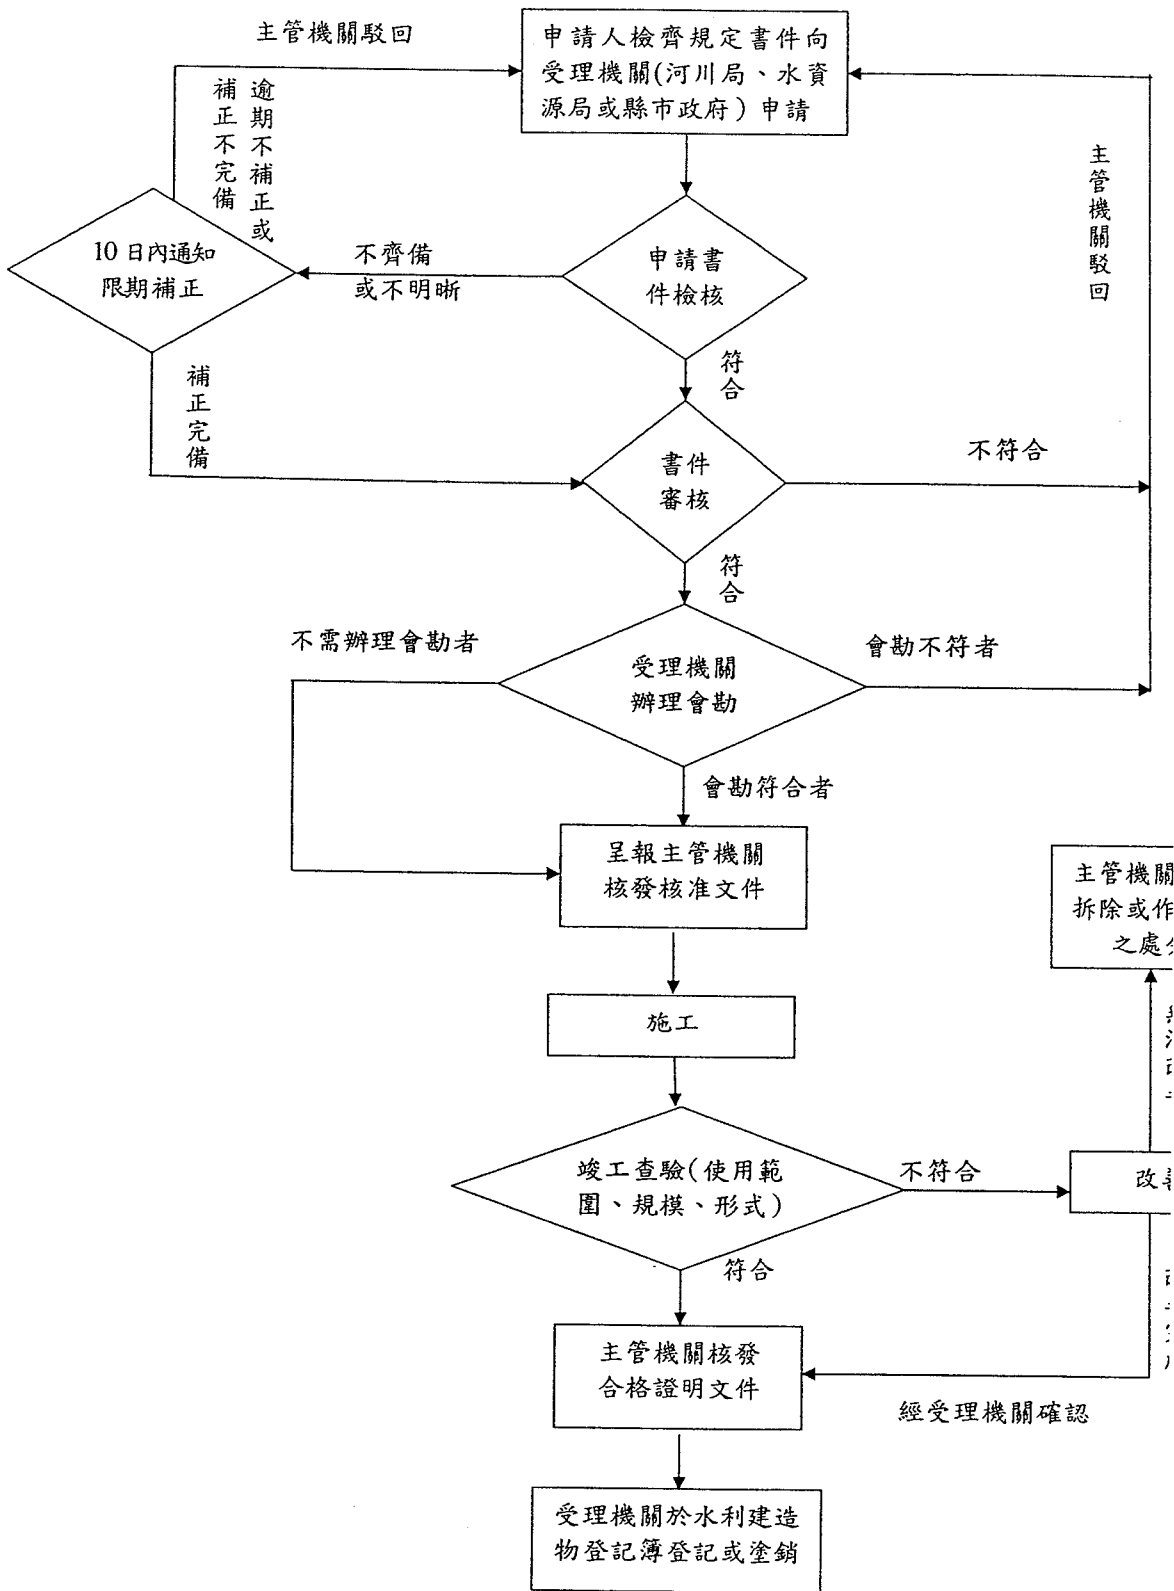 主管機關駁回
申請人檢齊規定書件向
受理機關(河川局、水資
源局或縣市政府)申請
逾期不補正或
補正不完備
主管機關駁回
10日內通知
限期補正
不齊備
或不明晰
申請書
件檢核
符合
補正完備
書件
審核
不符合
符合
不需辦理會勘者
受理機關
辦理會勘
會勘不符者
會勘符合者
呈報主管機關
核發核准文件
主管機關
拆除或作
之處
施工
竣工查驗(使用範
圍、規模、形式)
不符合
改
符合
主管機關核發
合格證明文件
經受理機關確認
受理機關於水利建造
物登記簿登記或塗銷